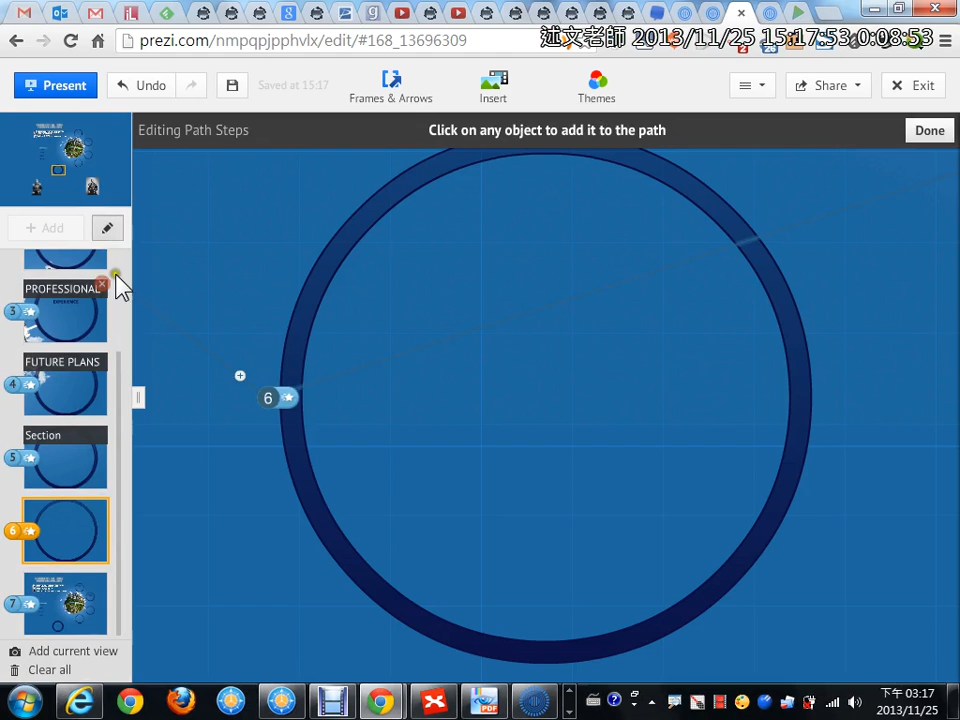 prezi.com/nmpqpjpphvlx/edit/#168_13696309
述文老師 2013/11/25 15:17:53 0:08:53
Present
Undo
Saved at 15:17
Frames & Arrows
Insert
Themes
Share
Exit
Editing Path Steps
Click on any object to add it to the path
Done
+ Add
PROFESSIONAL
EXPERIENCE
3
FUTURE PLANS
4
Section
5
6
7
6
Add current view
Clear all
下午 03:17
2013/11/25